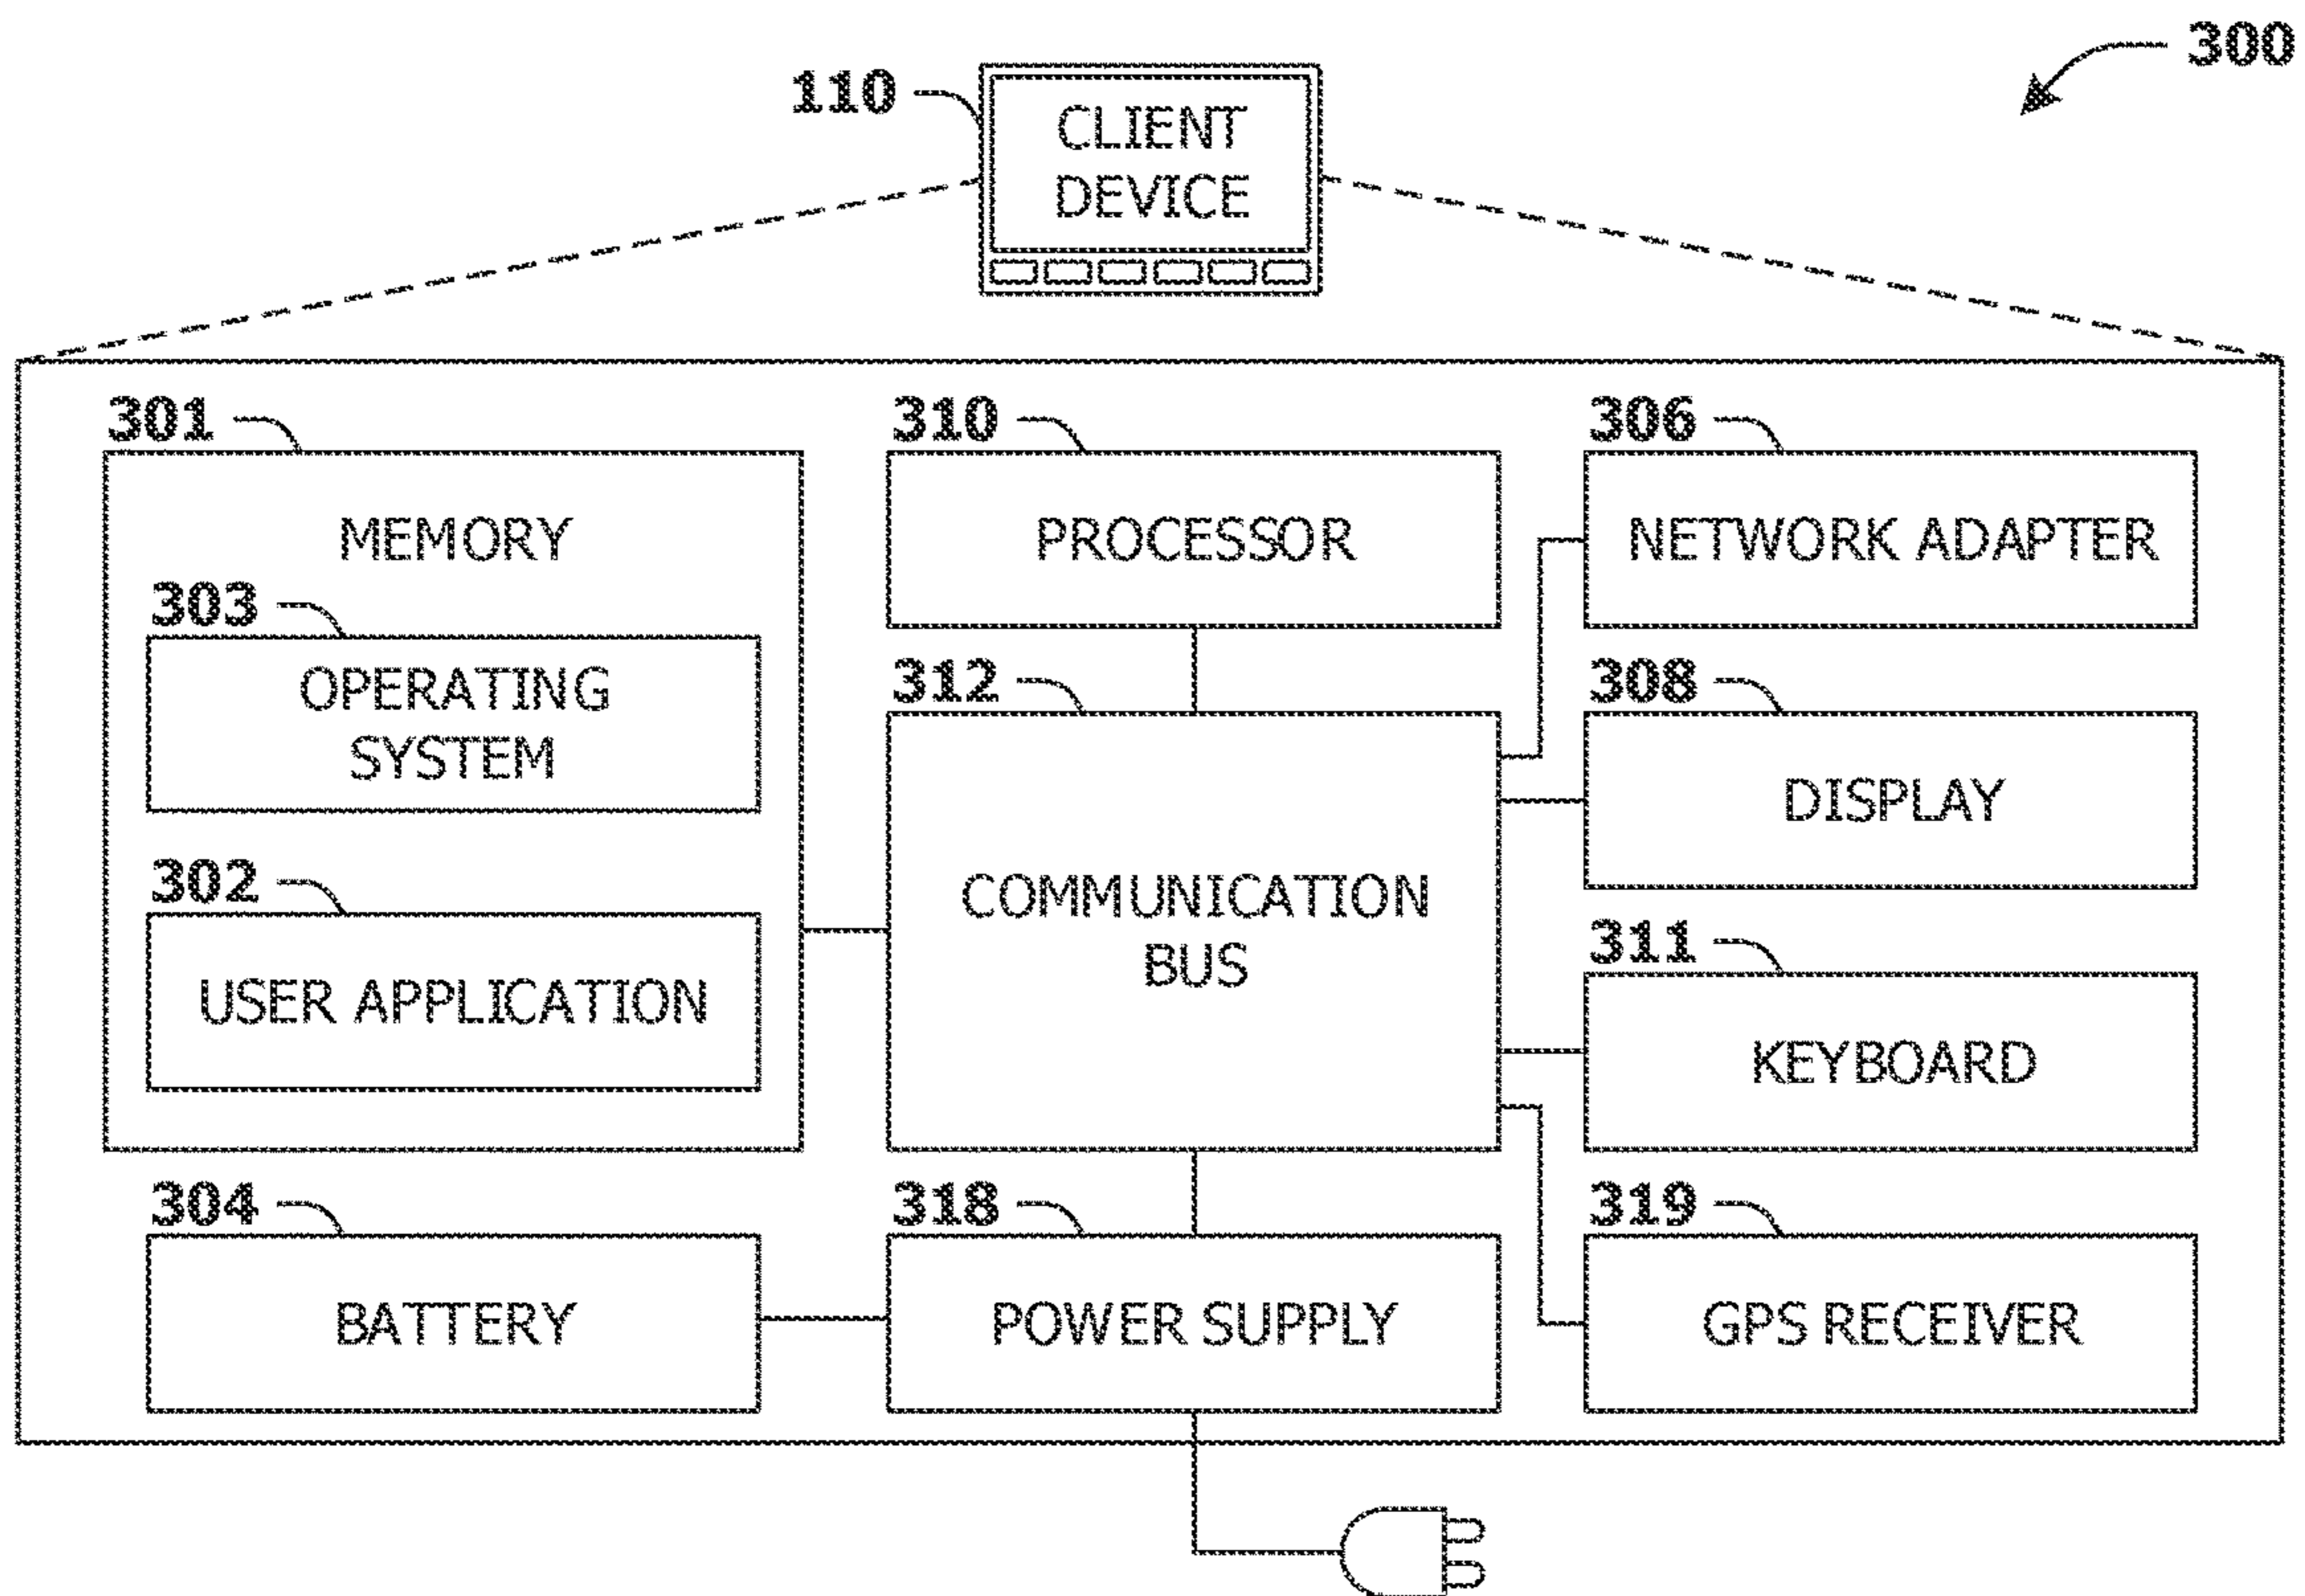 300
110
CLIENT
DEVICE
301
310
306
MEMORY
PROCESSOR
NETWORK ADAPTER
303
OPERATING
SYSTEM
312
308
COMMUNICATION
BUS
DISPLAY
302
USER APPLICATION
311
KEYBOARD
304
318
319
BATTERY
POWER SUPPLY
GPS RECEIVER